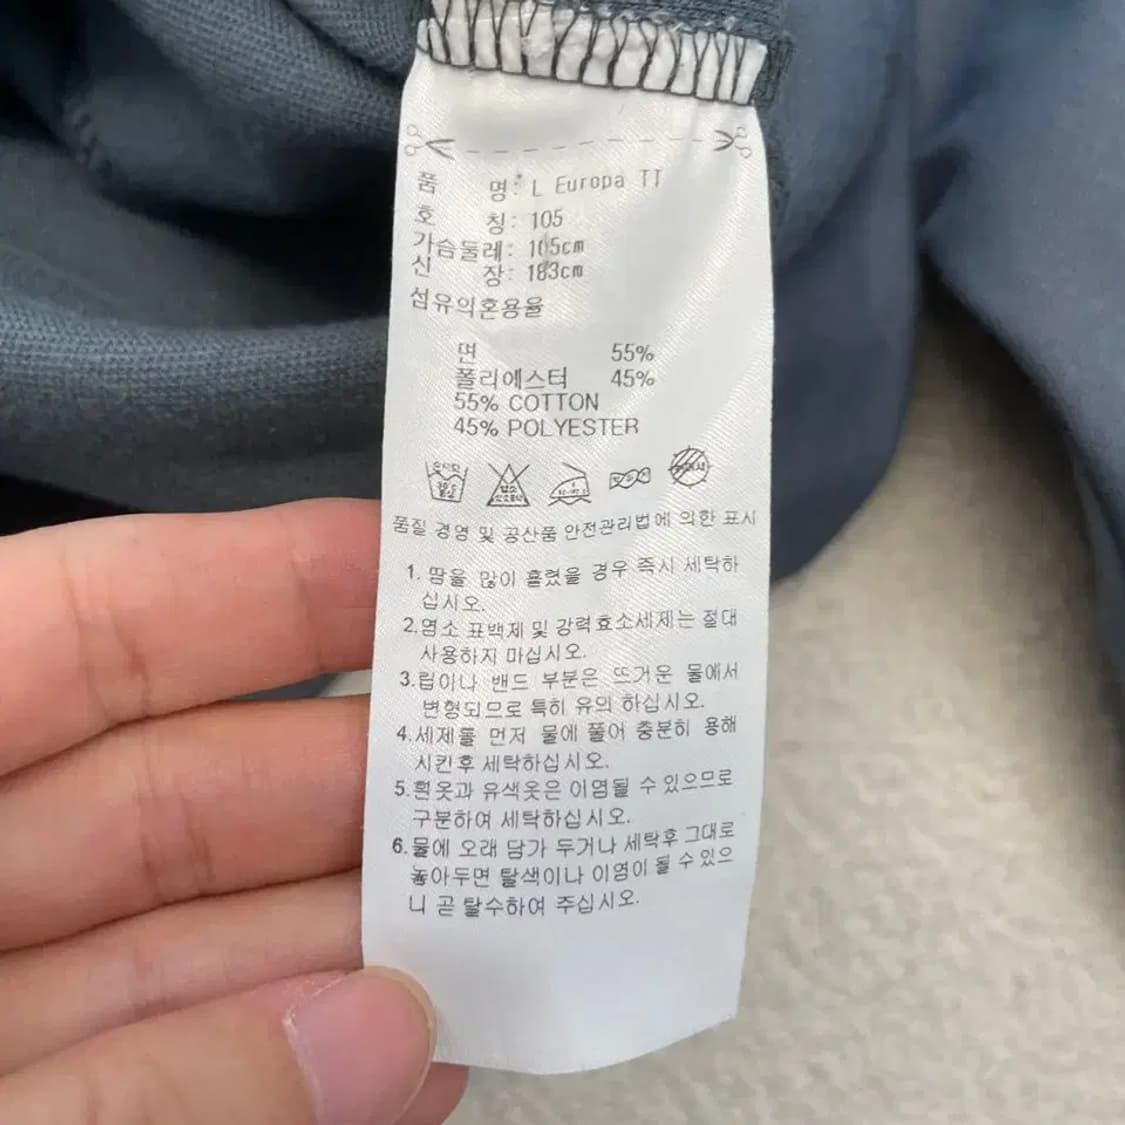 품 명: L Europa TT
호 칭: 105
가슴둘레: 105cm
신 장: 183cm
섬유의혼용율
면 55%
폴리에스터 45%
55% COTTON
45% POLYESTER
품질 경영 및 공산품 안전관리법에 의한 표시
1. 땀을 많이 흘렸을 경우 즉시 세탁하
십시오.
2.염소 표백제 및 강력효소세제는 절대
사용하지 마십시오.
3.립이나 밴드 부분은 뜨거운 물에서
변형되므로 특히 유의 하십시오.
4.세제를 먼저 물에 풀어 충분히 용해
시킨후 세탁하십시오.
5.흰옷과 유색옷은 이염될 수 있으므로
구분하여 세탁하십시오.
6.물에 오래 담가 두거나 세탁후 그대로
놓아두면 탈색이나 이염이 될 수 있으
니 곧 탈수하여 주십시오.